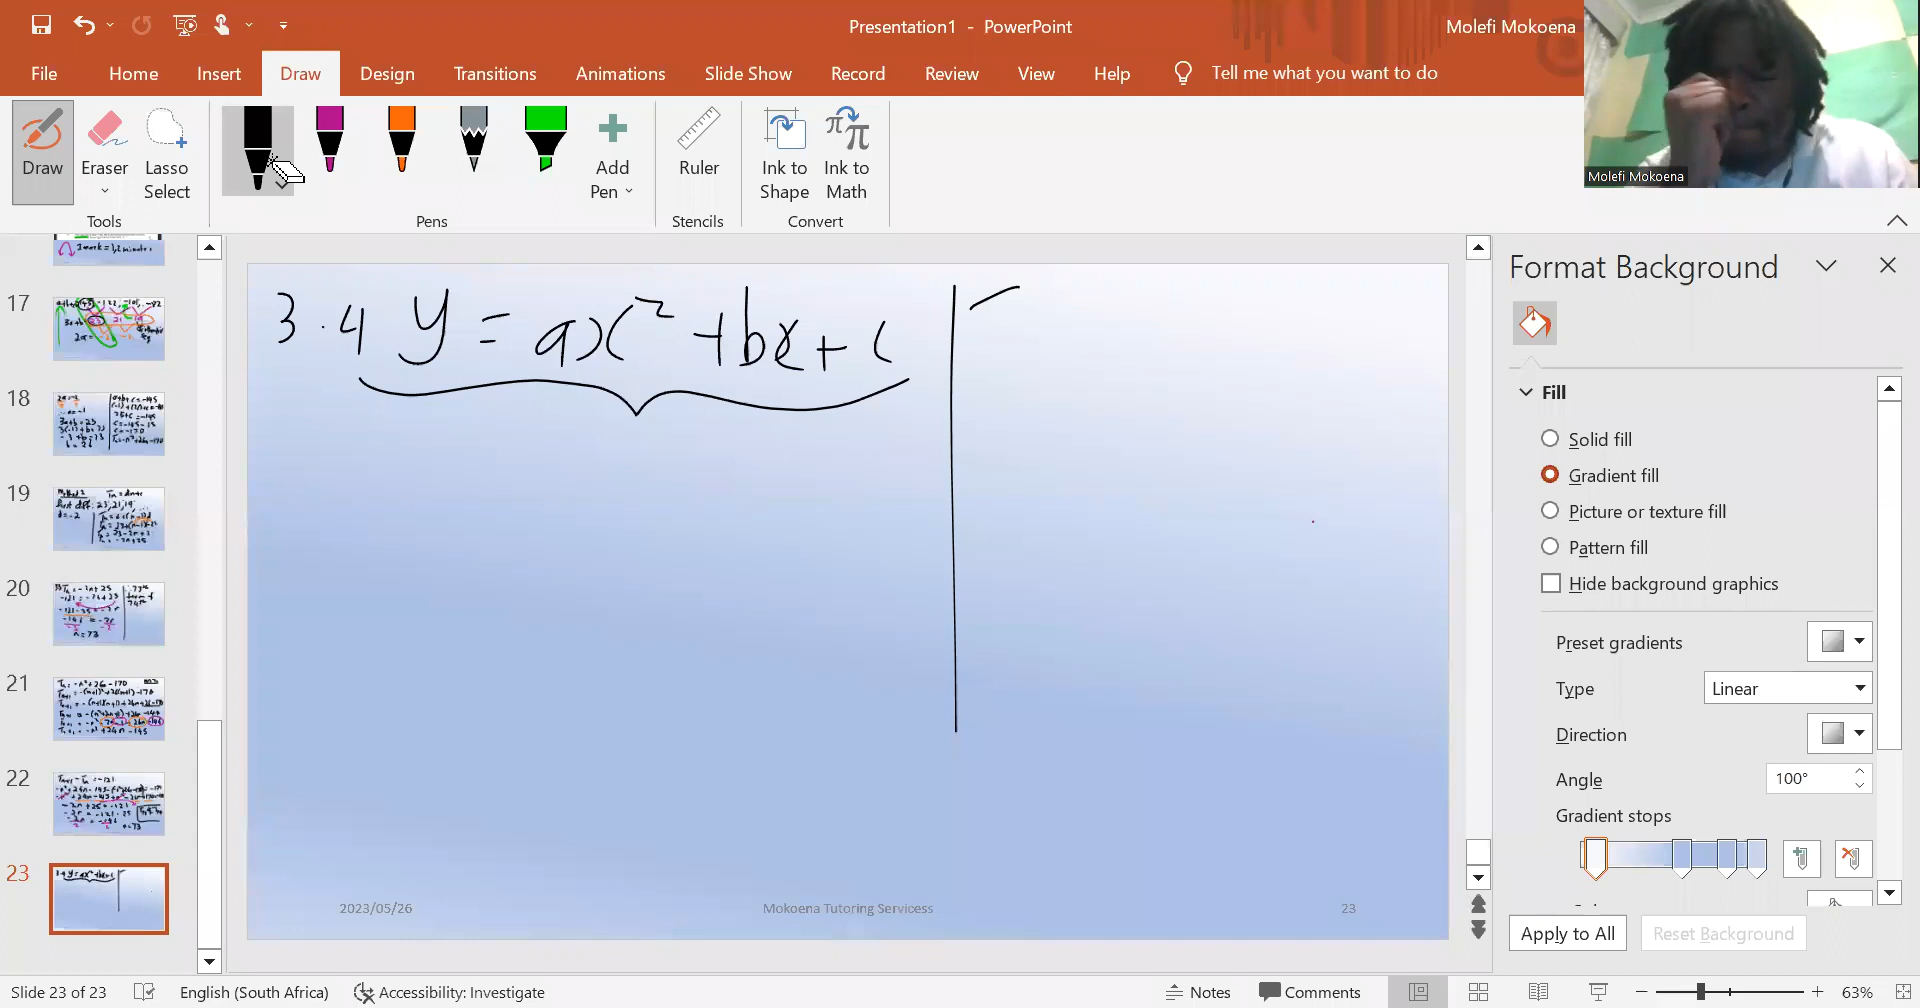 Presentation1 - PowerPoint
Molefi Mokoena
File Home Insert Draw Design Transitions Animations Slide Show Record Review View Help Tell me what you want to do
Draw Eraser Lasso Select
Add Pen
Ruler
Ink to Shape
Ink to Math
Tools Pens Stencils Convert
Molefi Mokoena
17
18
19
20
21
22
23
3.4 y = ax² + bx + c
2023/05/26 Mokoena Tutoring Servicess 23
Format Background
Fill
Solid fill
Gradient fill
Picture or texture fill
Pattern fill
Hide background graphics
Preset gradients
Type Linear
Direction
Angle 100°
Gradient stops
Apply to All Reset Background
Slide 23 of 23 English (South Africa) Accessibility: Investigate Notes Comments 63%